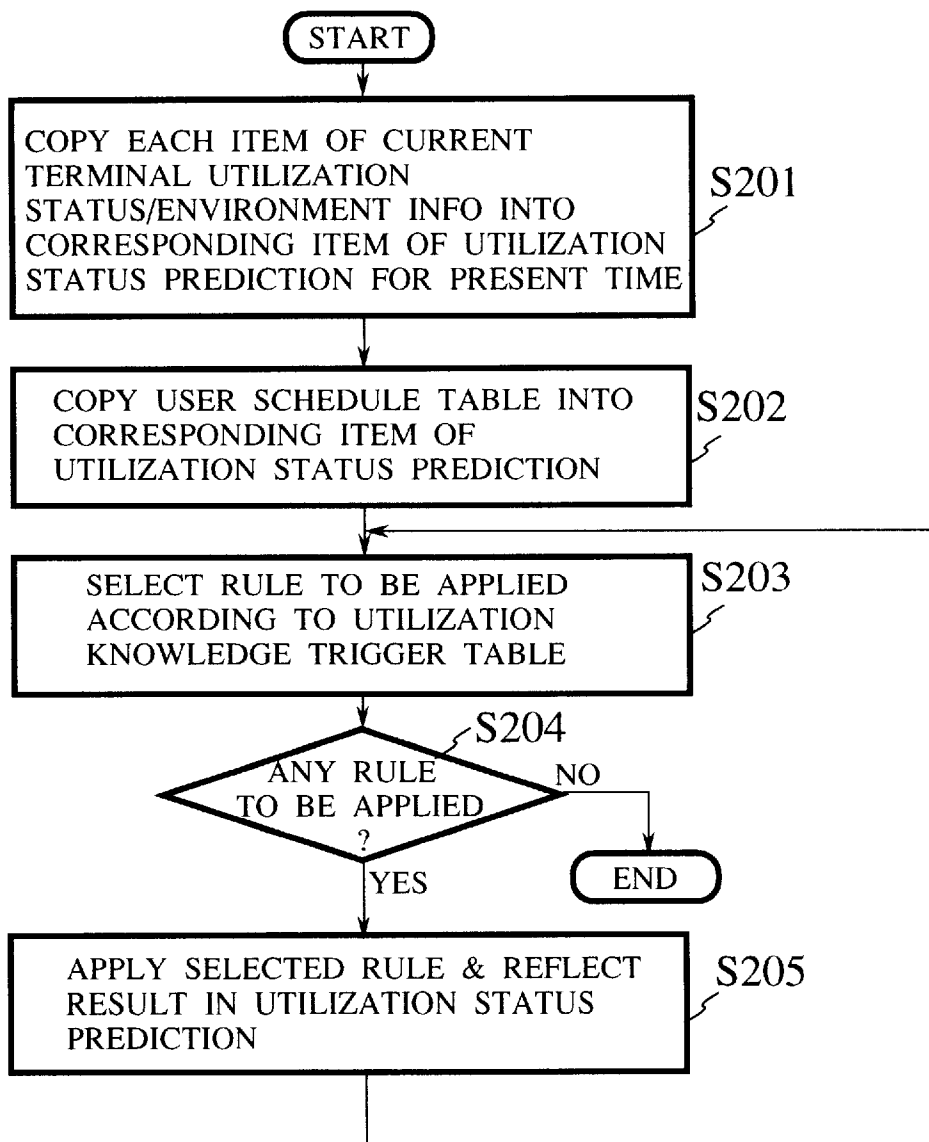 START
COPY EACH ITEM OF CURRENT
TERMINAL UTILIZATION
STATUS/ENVIRONMENT INFO INTO
CORRESPONDING ITEM OF UTILIZATION
STATUS PREDICTION FOR PRESENT TIME
S201
COPY USER SCHEDULE TABLE INTO
CORRESPONDING ITEM OF
UTILIZATION STATUS PREDICTION
S202
SELECT RULE TO BE APPLIED
ACCORDING TO UTILIZATION
KNOWLEDGE TRIGGER TABLE
S203
S204
ANY RULE
TO BE APPLIED
?
NO
END
YES
APPLY SELECTED RULE & REFLECT
RESULT IN UTILIZATION STATUS
PREDICTION
S205